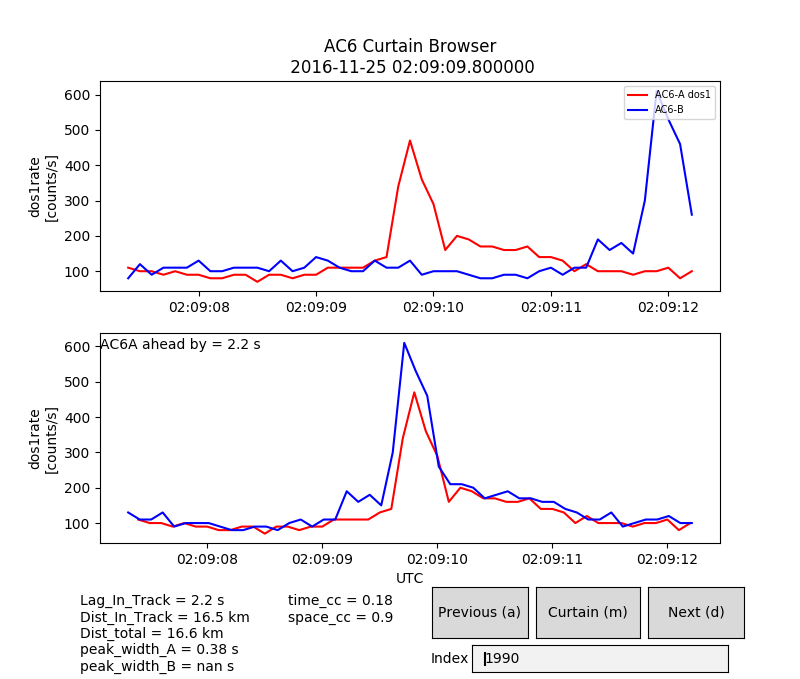 AC6 Curtain Browser
2016-11-25 02:09:09.800000
600
500
400
300
200
100
dos1rate
[counts/s]
AC6-A dos1
AC6-B
02:09:08 02:09:09 02:09:10 02:09:11 02:09:12
AC6A ahead by = 2.2 s
600
500
400
300
200
100
dos1rate
[counts/s]
02:09:08 02:09:09 02:09:10 02:09:11 02:09:12
UTC
Lag_In_Track = 2.2 s
Dist_In_Track = 16.5 km
Dist_total = 16.6 km
peak_width_A = 0.38 s
peak_width_B = nan s
time_cc = 0.18
space_cc = 0.9
Previous (a) Curtain (m) Next (d)
Index 1990